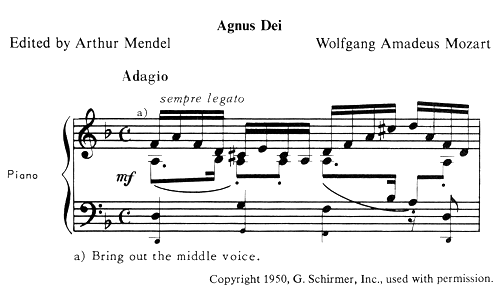 Agnus Dei
Edited by Arthur Mendel Wolfgang Amadeus Mozart
Adagio
a) sempre legato
mf
Piano
a) Bring out the middle voice.
Copyright 1950, G. Schirmer, Inc., used with permission.